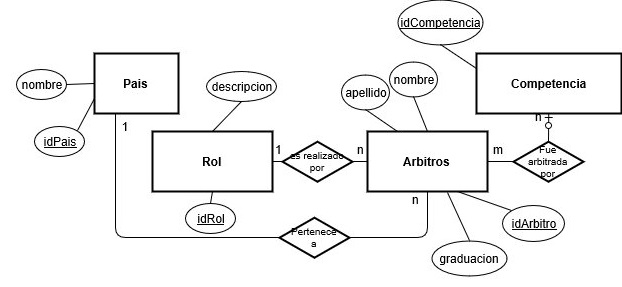 idCompetencia
nombre
Pais
descripcion
apellido
nombre
Competencia
1
n
idPais
Rol
1
es realizado
por
n
Arbitros
m
Fue
arbitrada
por
n
idRol
Pertenece
a
idArbitro
graduacion